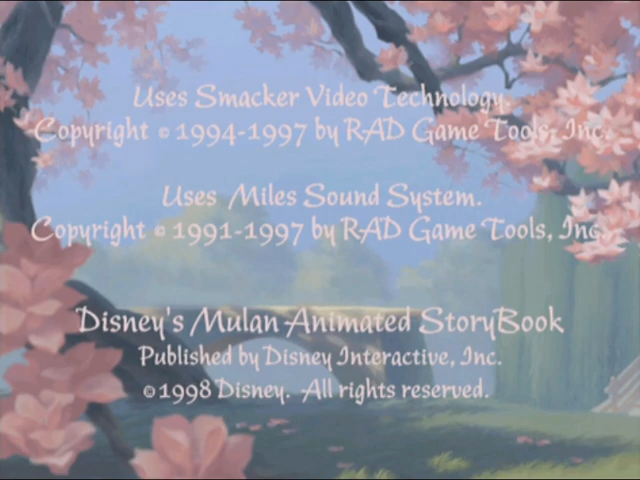 Uses Smacker Video Technology.
Copyright © 1994-1997 by RAD Game Tools, Inc.
Uses Miles Sound System.
Copyright © 1991-1997 by RAD Game Tools, Inc.
Disney's Mulan Animated StoryBook
Published by Disney Interactive, Inc.
©1998 Disney. All rights reserved.